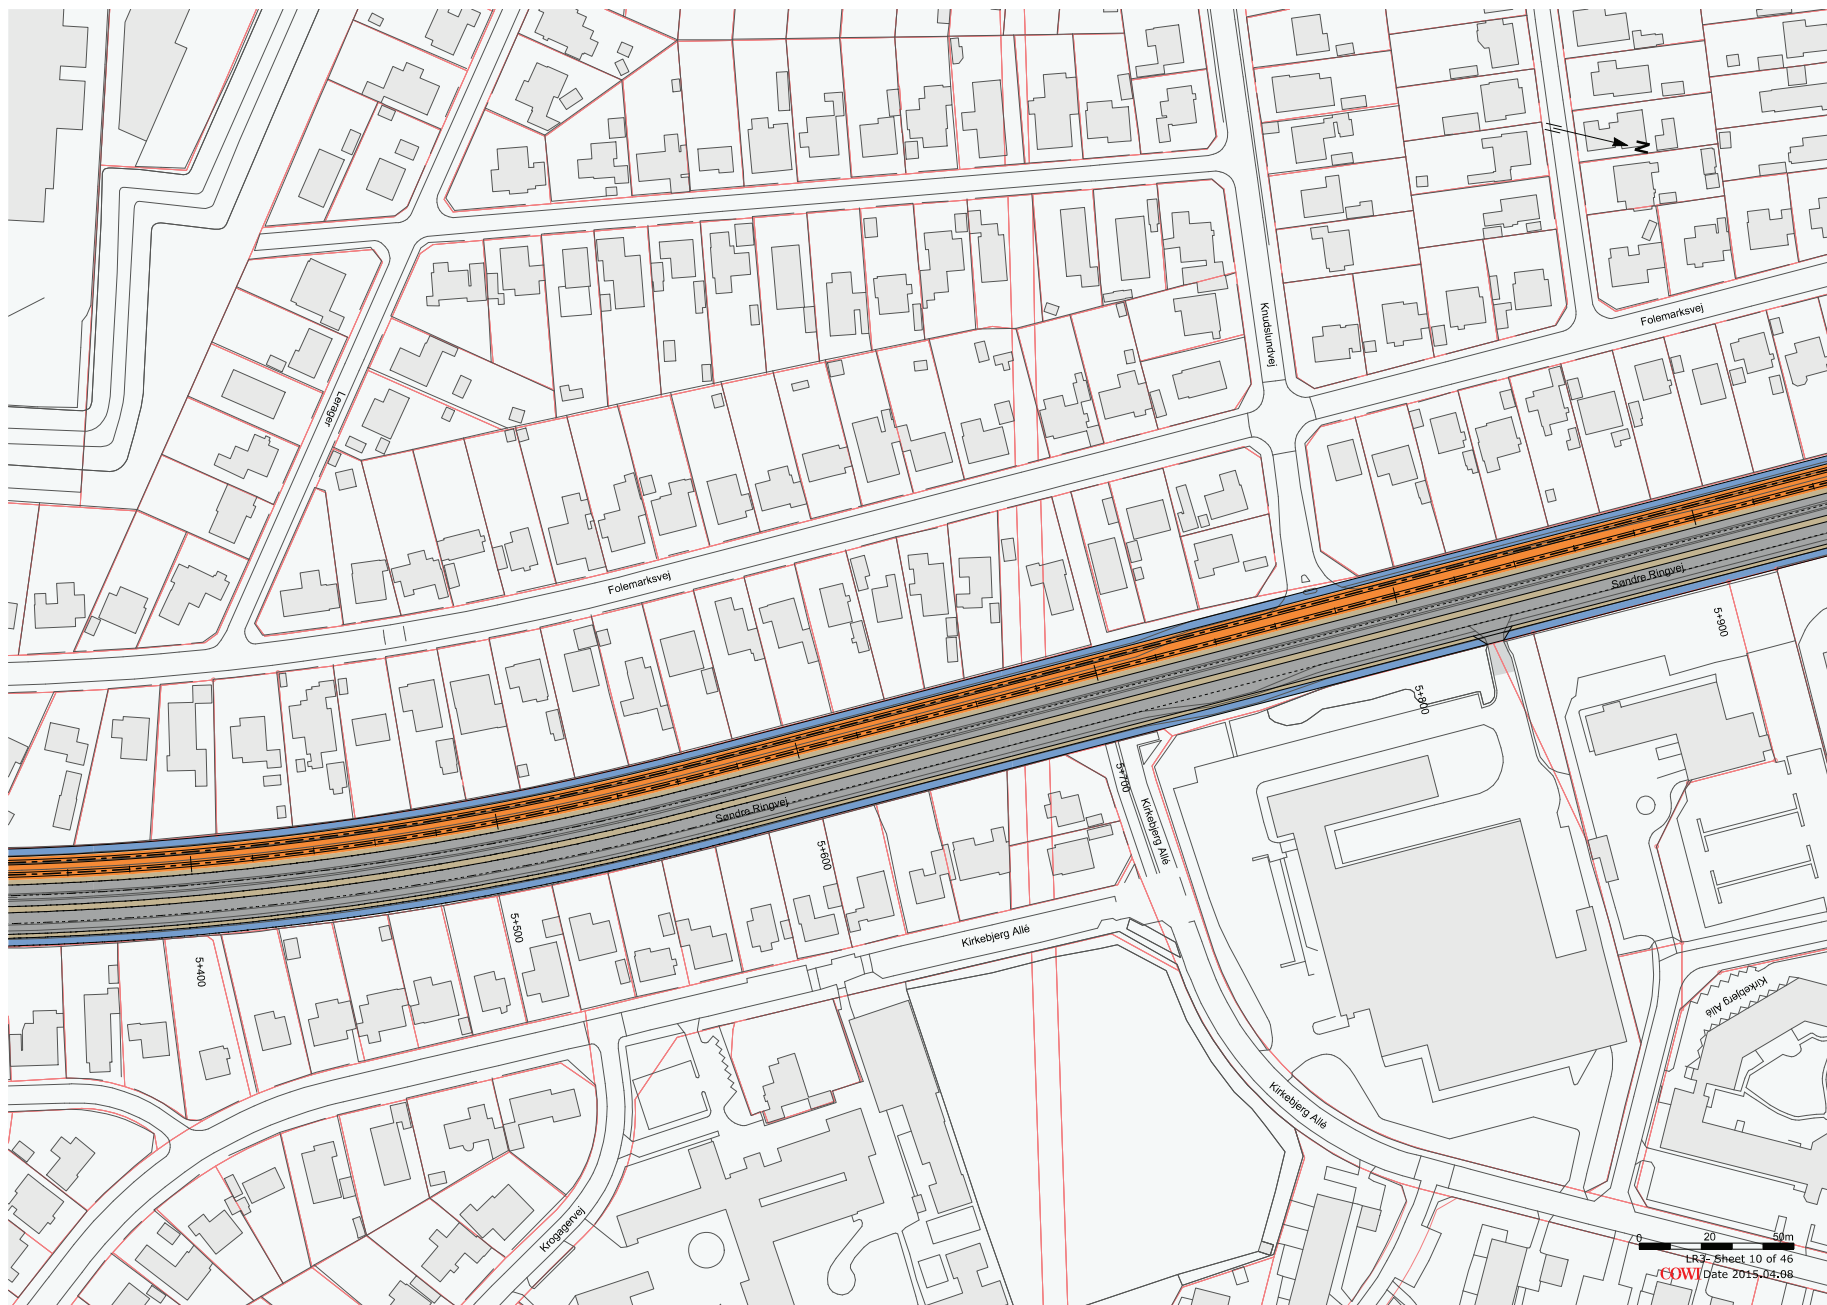 N
Knudslundvej
Folemarksvej
Lerager
Folemarksvej
Søndre Ringvej
5+900
5+800
5+700
Søndre Ringvej
Kirkebjerg Allé
5+600
5+500
Kirkebjerg Allé
5+400
Kirkebjerg Allé
Kirkebjerg Allé
Krogagervej
0 20 50m
LR3- Sheet 10 of 46
COWI Date 2015.04.08